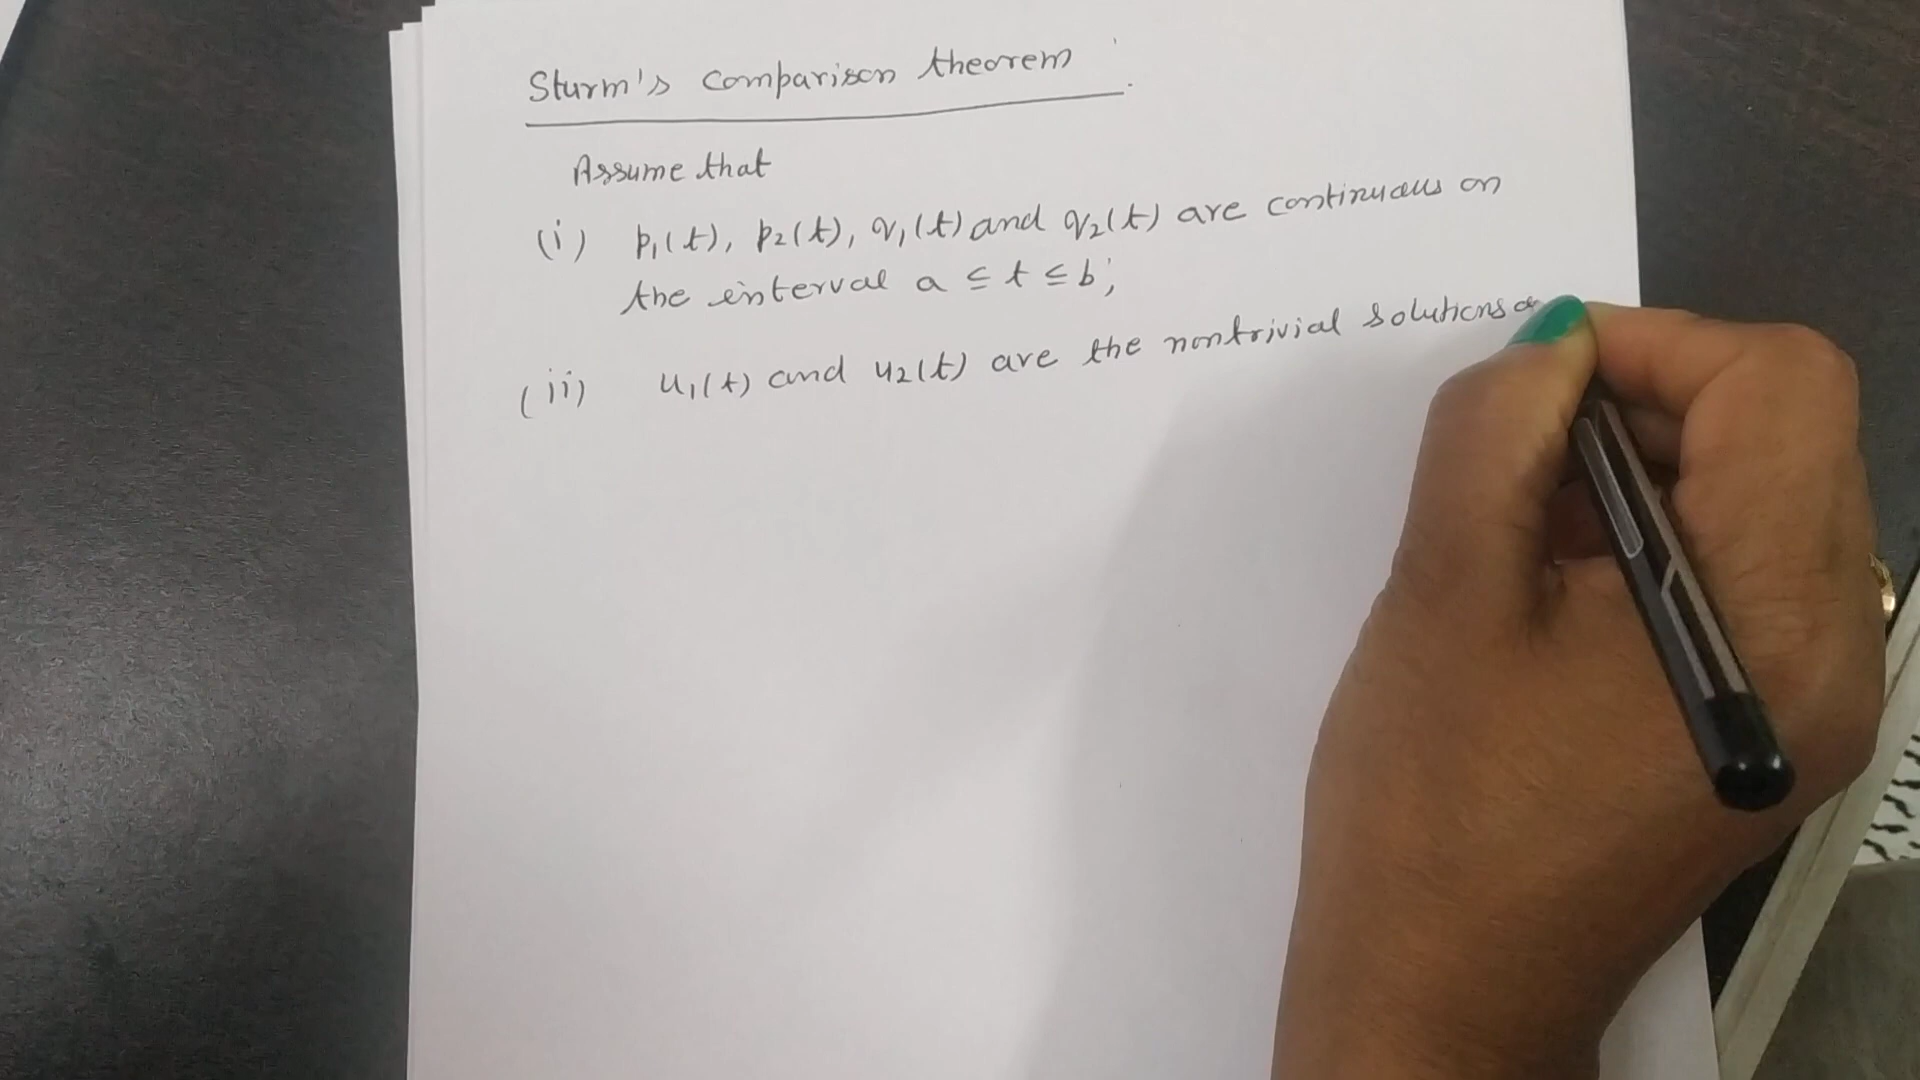 Sturm's comparison theorem
Assume that
(i) p₁(t), p₂(t), q₁(t) and q₂(t) are continuous on
the interval a ≤ t ≤ b;
(ii) u₁(t) and u₂(t) are the nontrivial solutions